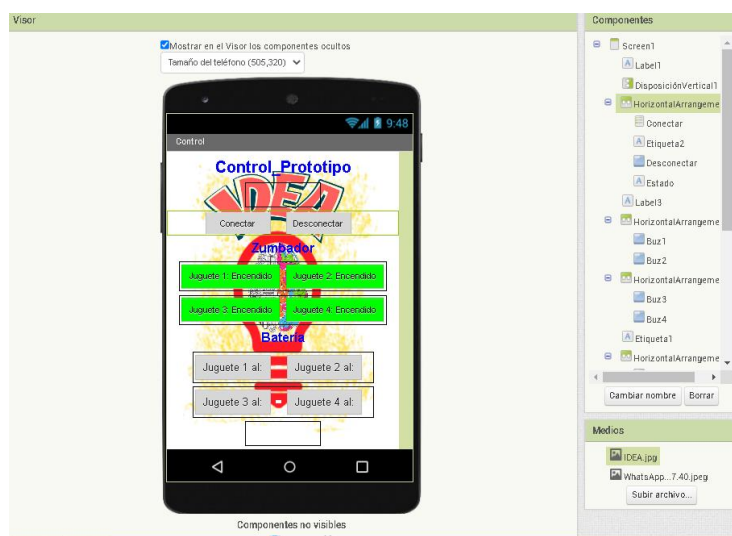 Visor
Mostrar en el Visor los componentes ocultos
Tamaño del teléfono (505,320)
9:48
Control
Control_Prototipo
IDEA
Conectar Desconectar
Zumbador
Juguete 1: Encendido Juguete 2: Encendido
Juguete 3: Encendido Juguete 4: Encendido
Batería
Juguete 1 al: Juguete 2 al:
Juguete 3 al: Juguete 4 al:
Componentes no visibles
Componentes
Screen1
Label1
DisposiciónVertical1
HorizontalArrangeme
Conectar
Etiqueta2
Desconectar
Estado
Label3
HorizontalArrangeme
Buz1
Buz2
HorizontalArrangeme
Buz3
Buz4
Etiqueta1
HorizontalArrangeme
Cambiar nombre Borrar
Medios
IDEA.jpg
WhatsApp...7.40.jpeg
Subir archivo...